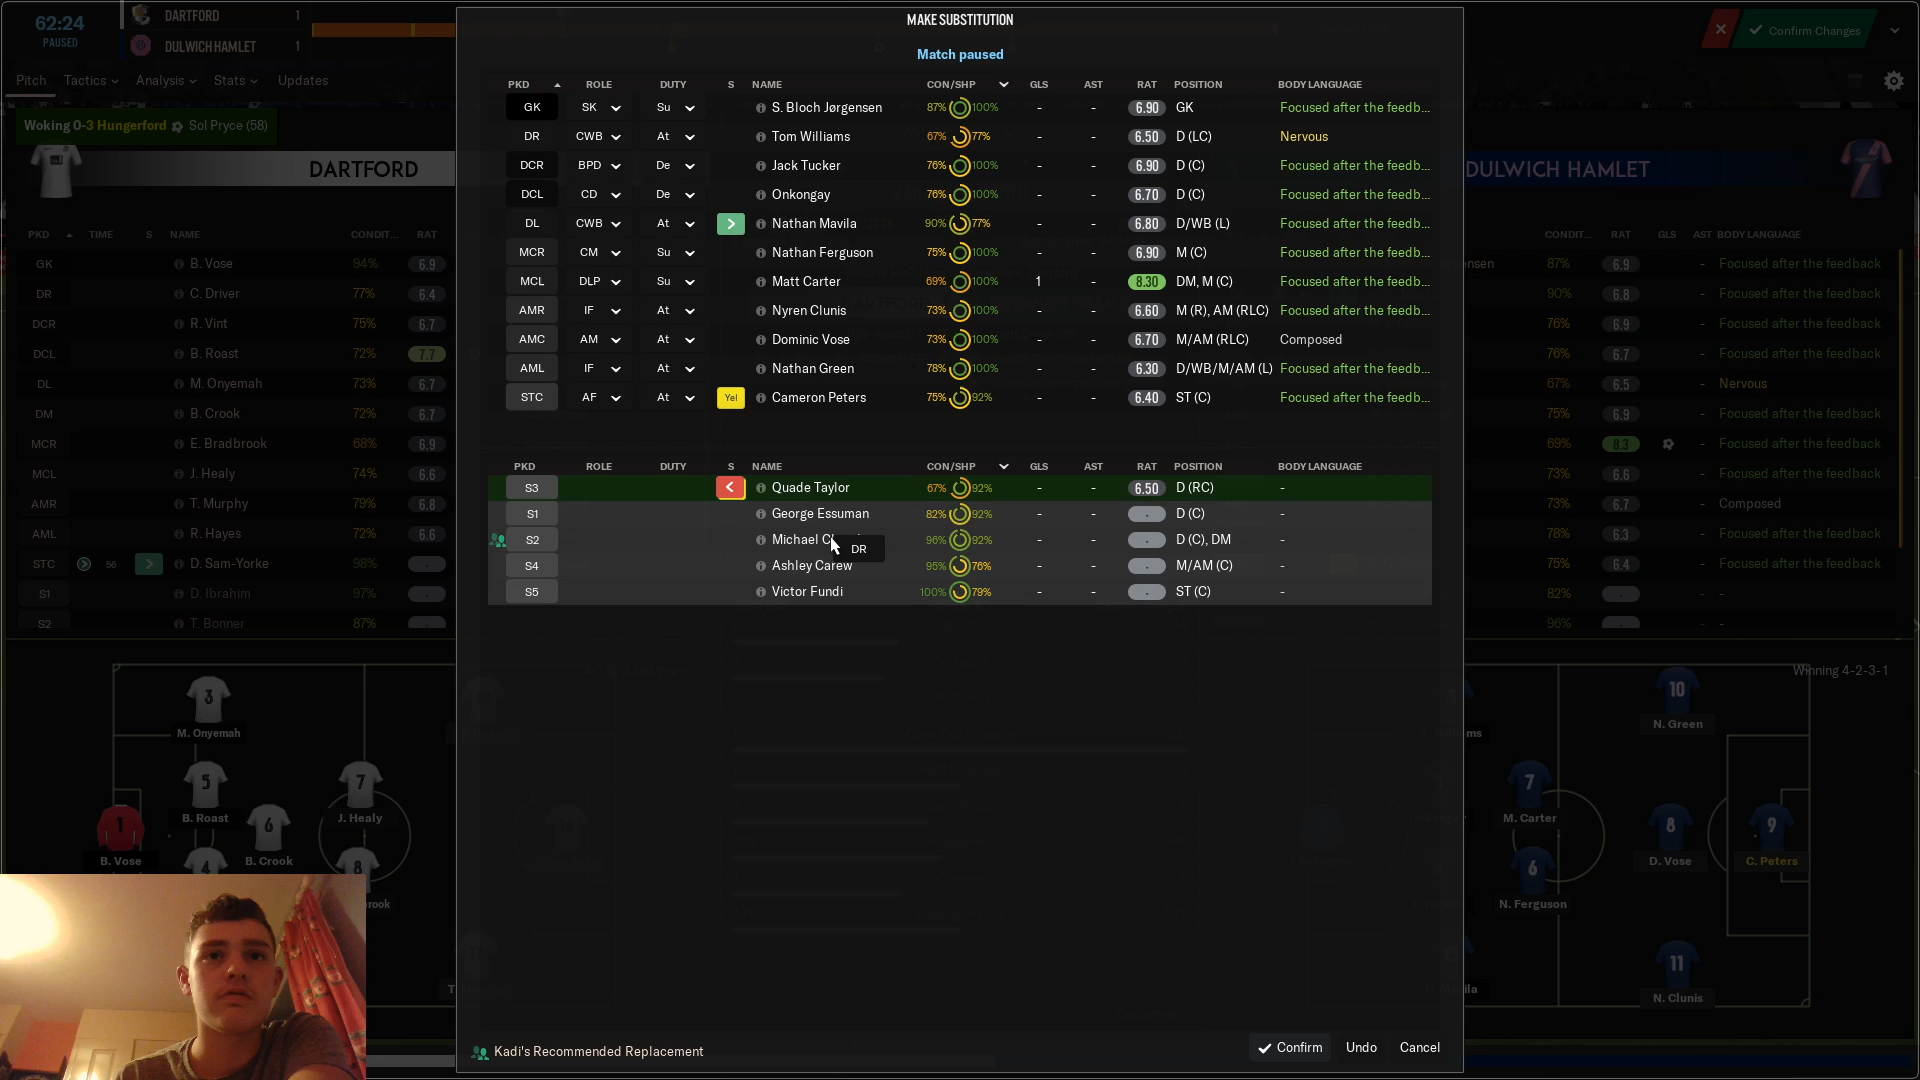 62:24
PAUSED
DARTFORD 1
DULWICH HAMLET 1
Pitch Tactics Analysis Stats Updates
Woking 0-3 Hungerford Sol Pryce (58)
DARTFORD
PKD TIME S NAME CONDIT... RAT
GK B. Vose 94% 6.9
DR C. Driver 77% 6.4
DCR R. Vint 75% 6.7
DCL B. Roast 72% 7.7
DL M. Onyemah 73% 6.7
DM B. Crook 72% 6.7
MCR E. Bradbrook 68% 6.9
MCL J. Healy 74% 6.6
AMR T. Murphy 79% 6.8
AML R. Hayes 72% 6.6
STC 56 D. Sam-Yorke 98% -
S1 D. Ibrahim 97% -
S2 T. Bonner 87% -
3
M. Onyemah
5
B. Roast
7
J. Healy
1
B. Vose
6
B. Crook
4
8
MAKE SUBSTITUTION
Match paused
PKD ROLE DUTY S NAME CON/SHP GLS AST RAT POSITION BODY LANGUAGE
GK SK Su S. Bloch Jørgensen 87% 100% - - 6.90 GK Focused after the feedb...
DR CWB At Tom Williams 67% 77% - - 6.50 D (LC) Nervous
DCR BPD De Jack Tucker 76% 100% - - 6.90 D (C) Focused after the feedb...
DCL CD De Onkongay 76% 100% - - 6.70 D (C) Focused after the feedb...
DL CWB At Nathan Mavila 90% 77% - - 6.80 D/WB (L) Focused after the feedb...
MCR CM Su Nathan Ferguson 75% 100% - - 6.90 M (C) Focused after the feedb...
MCL DLP Su Matt Carter 69% 100% 1 - 8.30 DM, M (C) Focused after the feedb...
AMR IF At Nyren Clunis 73% 100% - - 6.60 M (R), AM (RLC) Focused after the feedb...
AMC AM At Dominic Vose 73% 100% - - 6.70 M/AM (RLC) Composed
AML IF At Nathan Green 78% 100% - - 6.30 D/WB/M/AM (L) Focused after the feedb...
STC AF At Yel Cameron Peters 75% 92% - - 6.40 ST (C) Focused after the feedb...
PKD ROLE DUTY S NAME CON/SHP GLS AST RAT POSITION BODY LANGUAGE
S3 Quade Taylor 67% 92% - - 6.50 D (RC) -
S1 George Essuman 82% 92% - - - D (C) -
S2 Michael 96% 92% - - - D (C), DM -
DR
S4 Ashley Carew 95% 76% - - - M/AM (C) -
S5 Victor Fundi 100% 79% - - - ST (C) -
Kadi's Recommended Replacement
Confirm Undo Cancel
Confirm Changes
DULWICH HAMLET
CONDIT... RAT GLS AST BODY LANGUAGE
87% 6.9 - Focused after the feedback
90% 6.8 - Focused after the feedback
76% 6.9 - Focused after the feedback
76% 6.7 - Focused after the feedback
67% 6.5 - Nervous
75% 6.9 - Focused after the feedback
69% 8.3 - Focused after the feedback
73% 6.6 - Focused after the feedback
73% 6.7 - Composed
78% 6.3 - Focused after the feedback
75% 6.4 - Focused after the feedback
82% - - -
96% - - -
Winning 4-2-3-1
10
N. Green
7
M. Carter
8
D. Vose
9
C. Peters
6
N. Ferguson
11
N. Clunis